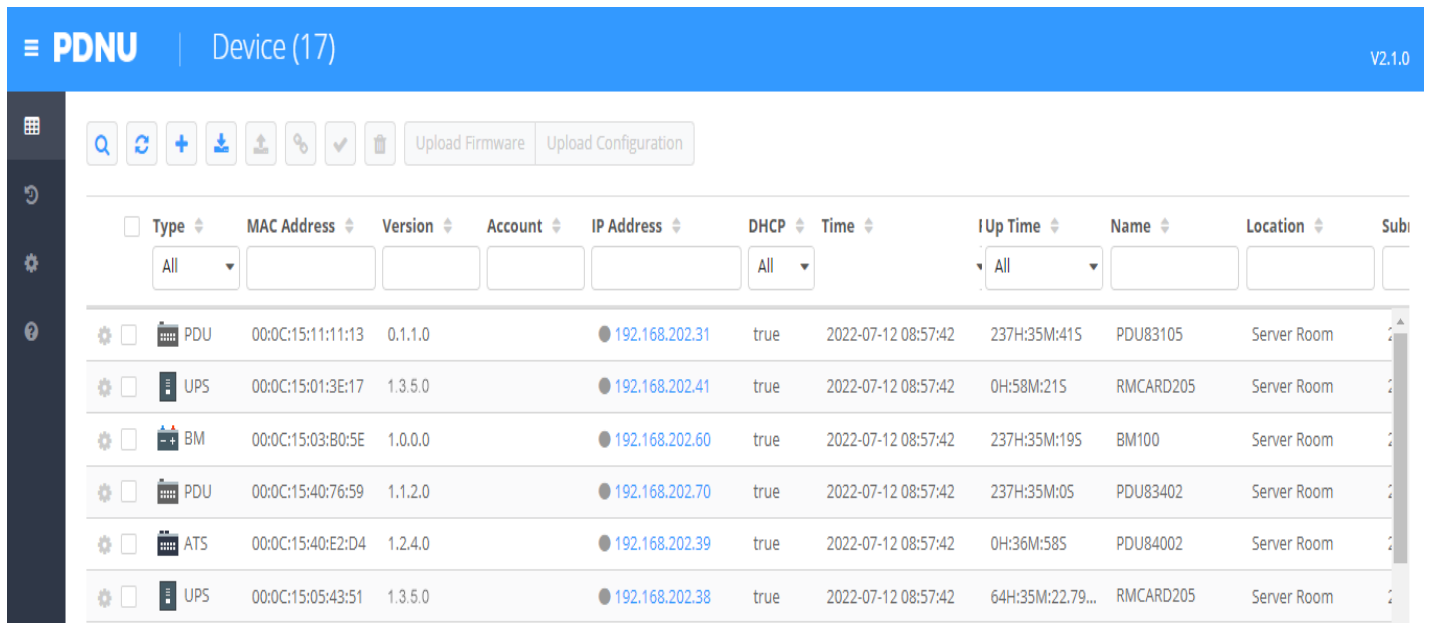 PDNU Device (17) V2.1.0
Upload Firmware Upload Configuration
Type MAC Address Version Account IP Address DHCP Time Up Time Name Location
All All All
PDU 00:0C:15:11:11:13 0.1.1.0 192.168.202.31 true 2022-07-12 08:57:42 237H:35M:41S PDU83105 Server Room
UPS 00:0C:15:01:3E:17 1.3.5.0 192.168.202.41 true 2022-07-12 08:57:42 0H:58M:21S RMCARD205 Server Room
BM 00:0C:15:03:B0:5E 1.0.0.0 192.168.202.60 true 2022-07-12 08:57:42 237H:35M:19S BM100 Server Room
PDU 00:0C:15:40:76:59 1.1.2.0 192.168.202.70 true 2022-07-12 08:57:42 237H:35M:0S PDU83402 Server Room
ATS 00:0C:15:40:E2:D4 1.2.4.0 192.168.202.39 true 2022-07-12 08:57:42 0H:36M:58S PDU84002 Server Room
UPS 00:0C:15:05:43:51 1.3.5.0 192.168.202.38 true 2022-07-12 08:57:42 64H:35M:22.79... RMCARD205 Server Room